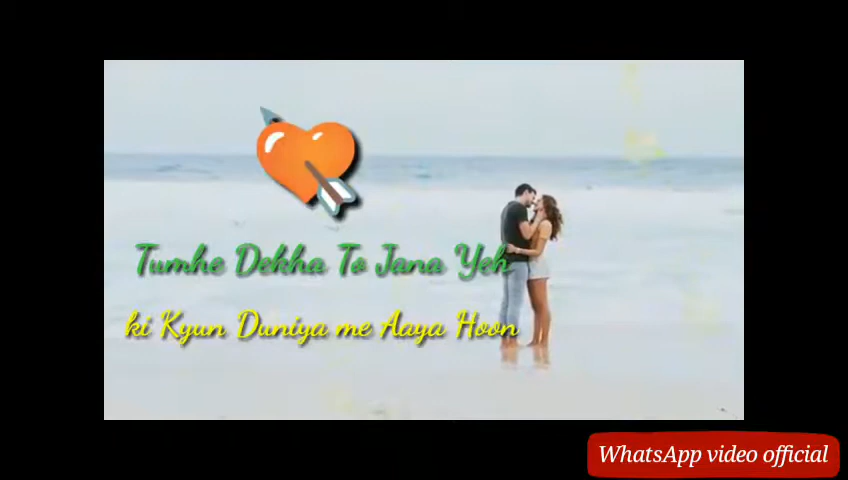 Tumhe Dekha To Jana Yeh
ki Kyun Duniya me Aaya Hoon
WhatsApp video official